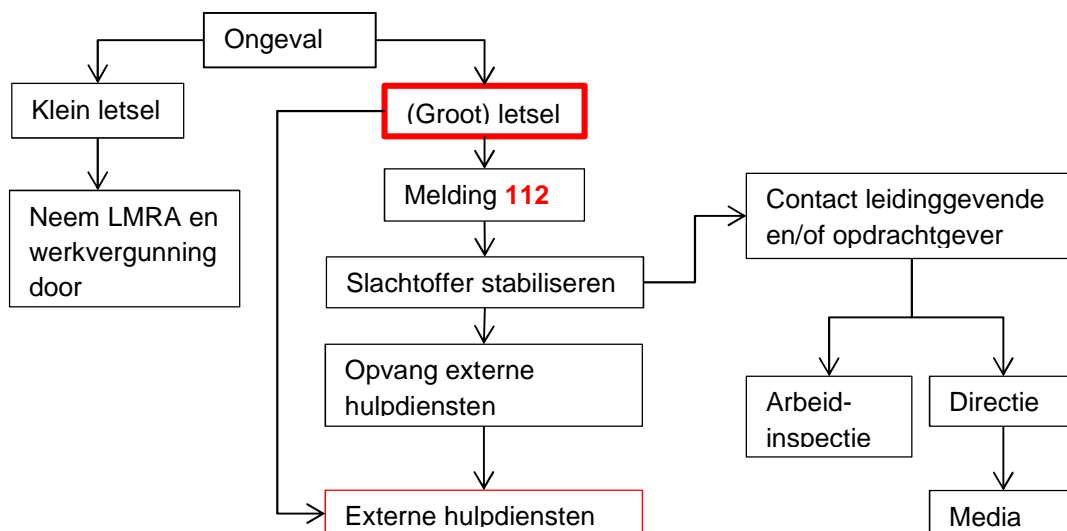 Ongeval
Klein letsel
(Groot) letsel
Neem LMRA en
werkvergunning
door
Melding 112
Contact leidinggevende
en/of opdrachtgever
Slachtoffer stabiliseren
Opvang externe
hulpdiensten
Arbeid-
inspectie
Directie
Externe hulpdiensten
Media